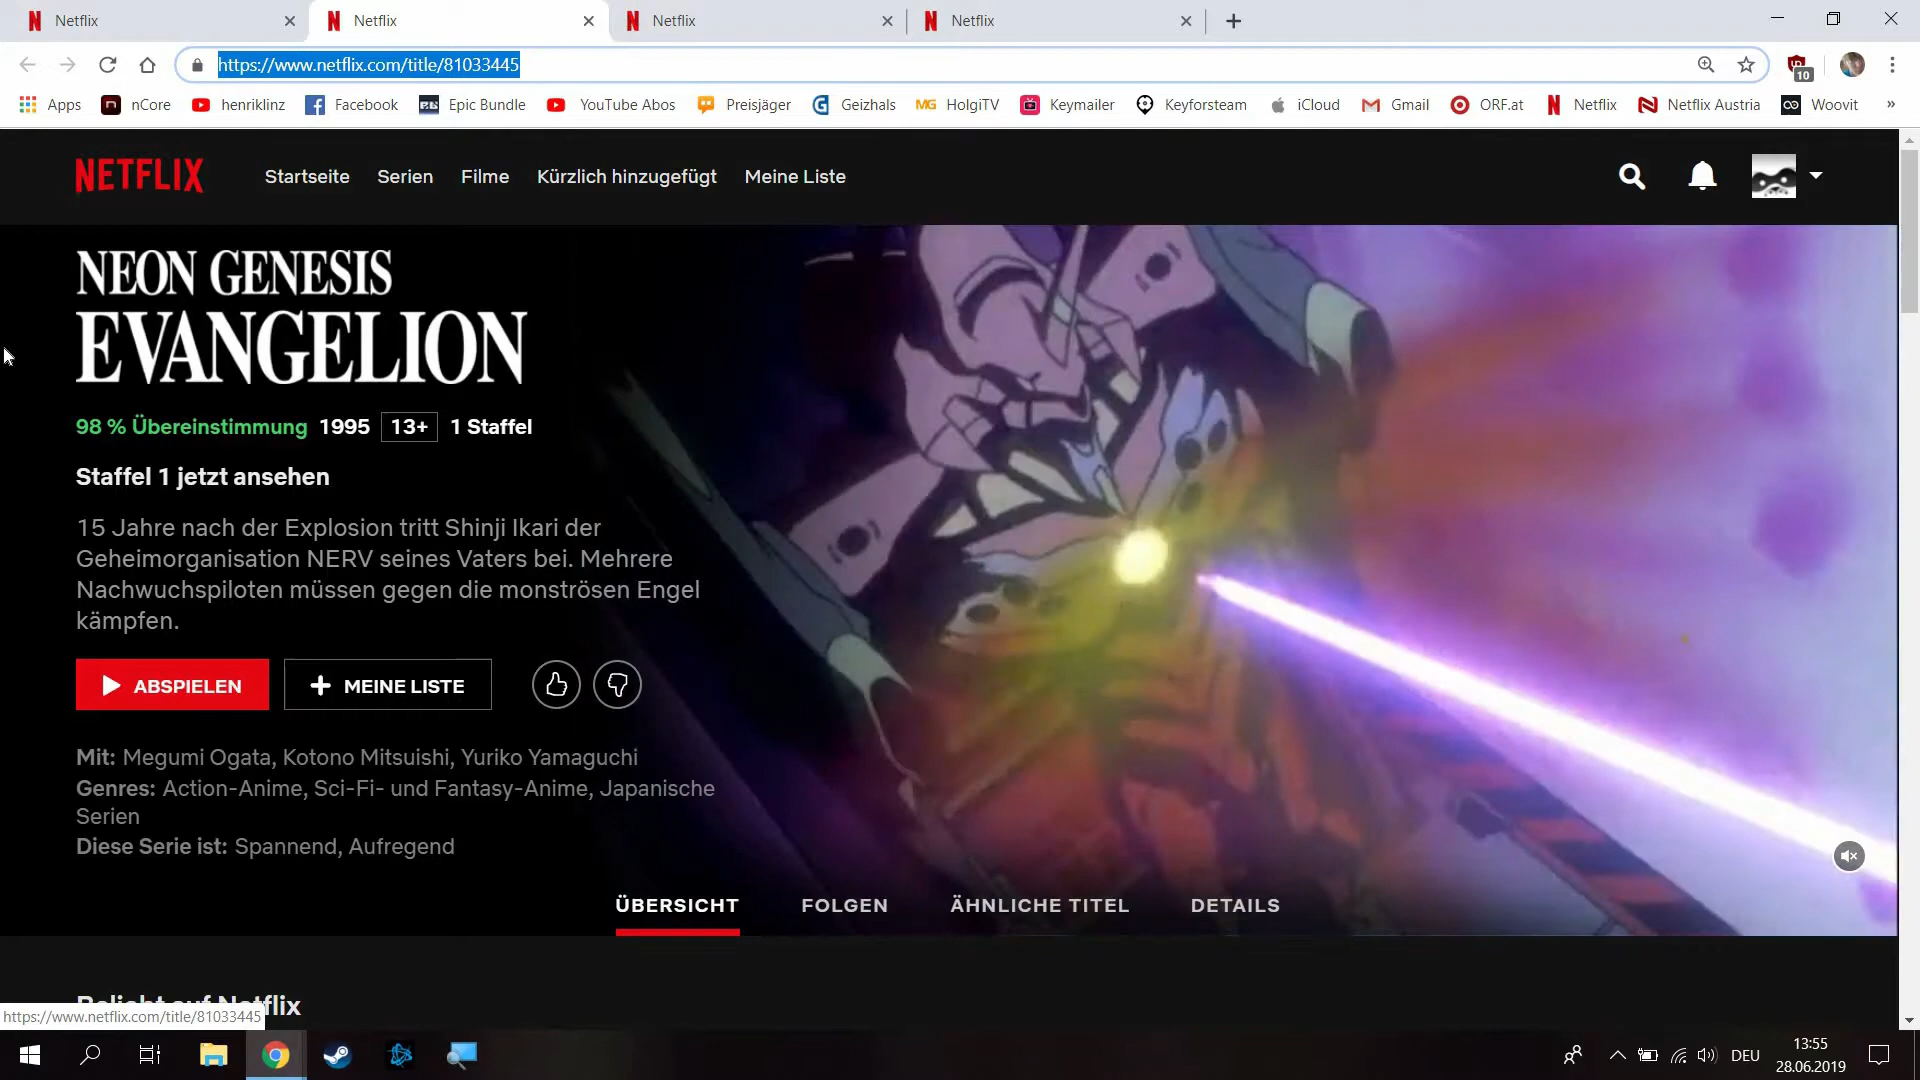 Netflix
Netflix
Netflix
Netflix
https://www.netflix.com/title/81033445
10
Apps
nCore
henriklinz
Facebook
Epic Bundle
YouTube Abos
Preisjäger
Geizhals
MG HolgiTV
Keymailer
Keyforsteam
iCloud
Gmail
ORF.at
Netflix
Netflix Austria
Woovit
»
NETFLIX
Startseite
Serien
Filme
Kürzlich hinzugefügt
Meine Liste
NEON GENESIS
EVANGELION
98 % Übereinstimmung 1995 13+ 1 Staffel
Staffel 1 jetzt ansehen
15 Jahre nach der Explosion tritt Shinji Ikari der
Geheimorganisation NERV seines Vaters bei. Mehrere
Nachwuchspiloten müssen gegen die monströsen Engel
kämpfen.
ABSPIELEN
MEINE LISTE
Mit: Megumi Ogata, Kotono Mitsuishi, Yuriko Yamaguchi
Genres: Action-Anime, Sci-Fi- und Fantasy-Anime, Japanische
Serien
Diese Serie ist: Spannend, Aufregend
ÜBERSICHT
FOLGEN
ÄHNLICHE TITEL
DETAILS
Beliebt auf Netflix
https://www.netflix.com/title/81033445
DEU
13:55
28.06.2019